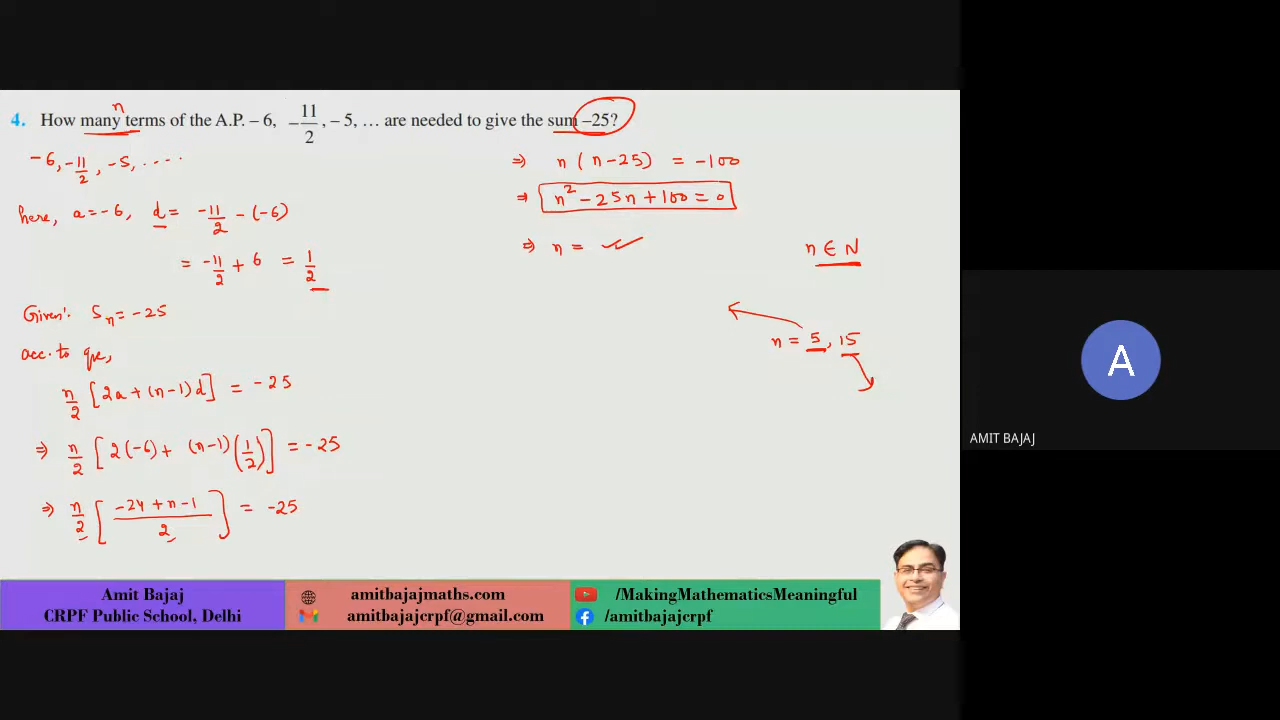 4. How many terms of the A.P. – 6, –11/2, – 5, … are needed to give the sum –25?
n
-6, -11/2, -5, ....
here, a=-6, d = -11/2 - (-6)
= -11/2 + 6 = 1/2
Given: Sn = -25
acc. to que,
n/2 [2a + (n-1)d] = -25
⇒ n/2 [2(-6) + (n-1)(1/2)] = -25
⇒ n/2 [(-24 + n - 1)/2] = -25
⇒ n(n-25) = -100
⇒ n² - 25n + 100 = 0
⇒ n =
n ∈ N
n = 5, 15
A
AMIT BAJAJ
Amit Bajaj
CRPF Public School, Delhi
amitbajajmaths.com
amitbajajcrpf@gmail.com
/MakingMathematicsMeaningful
/amitbajajcrpf